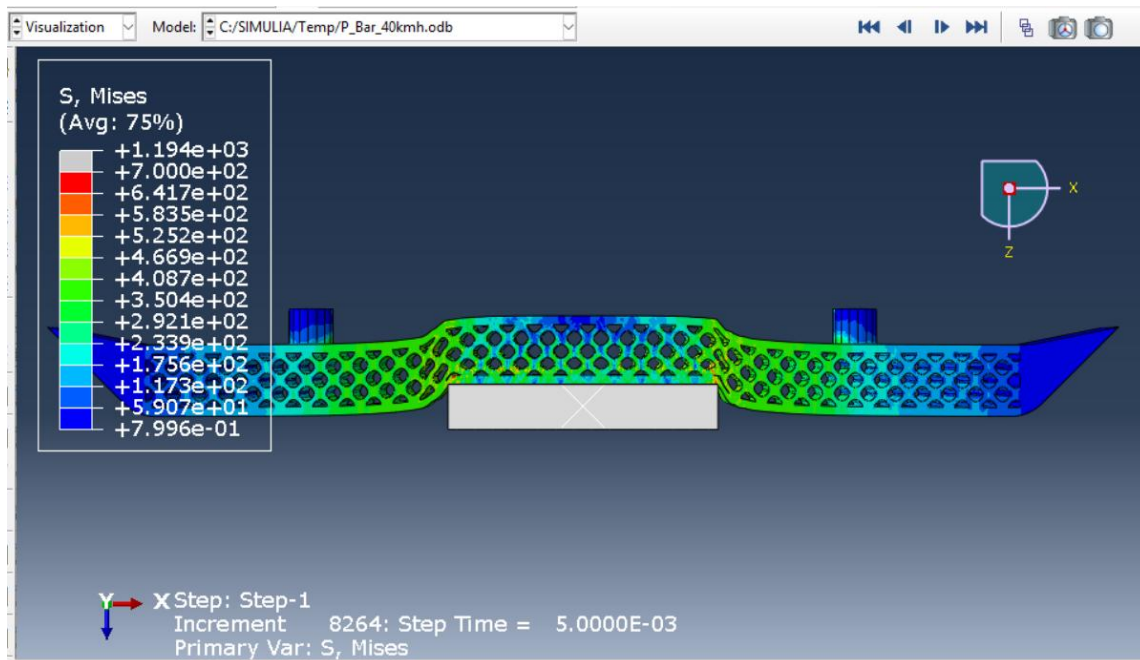 Visualization Model: C:/SIMULIA/Temp/P_Bar_40kmh.odb
S, Mises
(Avg: 75%)
+1.194e+03
+7.000e+02
+6.417e+02
+5.835e+02
+5.252e+02
+4.669e+02
+4.087e+02
+3.504e+02
+2.921e+02
+2.339e+02
+1.756e+02
+1.173e+02
+5.907e+01
+7.996e-01
X
Z
Y X
Step: Step-1
Increment 8264: Step Time = 5.0000E-03
Primary Var: S, Mises